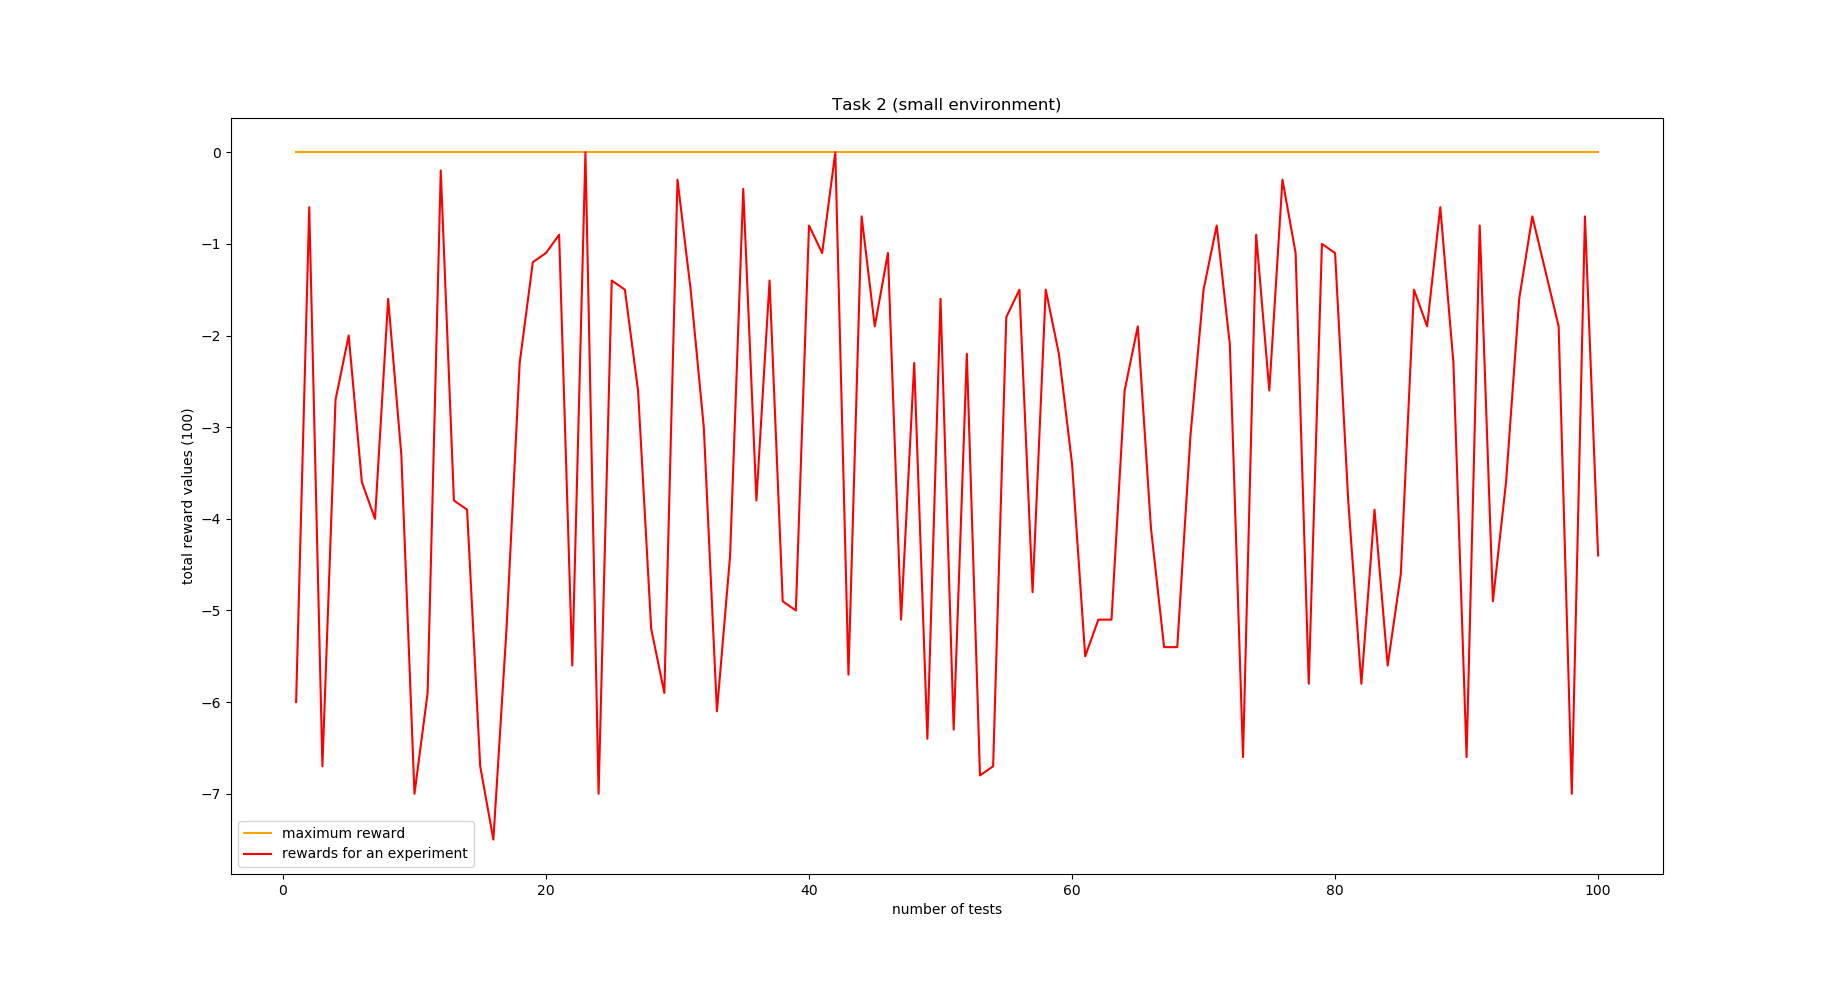 Task 2 (small environment)
total reward values (100)
0
−1
−2
−3
−4
−5
−6
−7
maximum reward
rewards for an experiment
0 20 40 60 80 100
number of tests